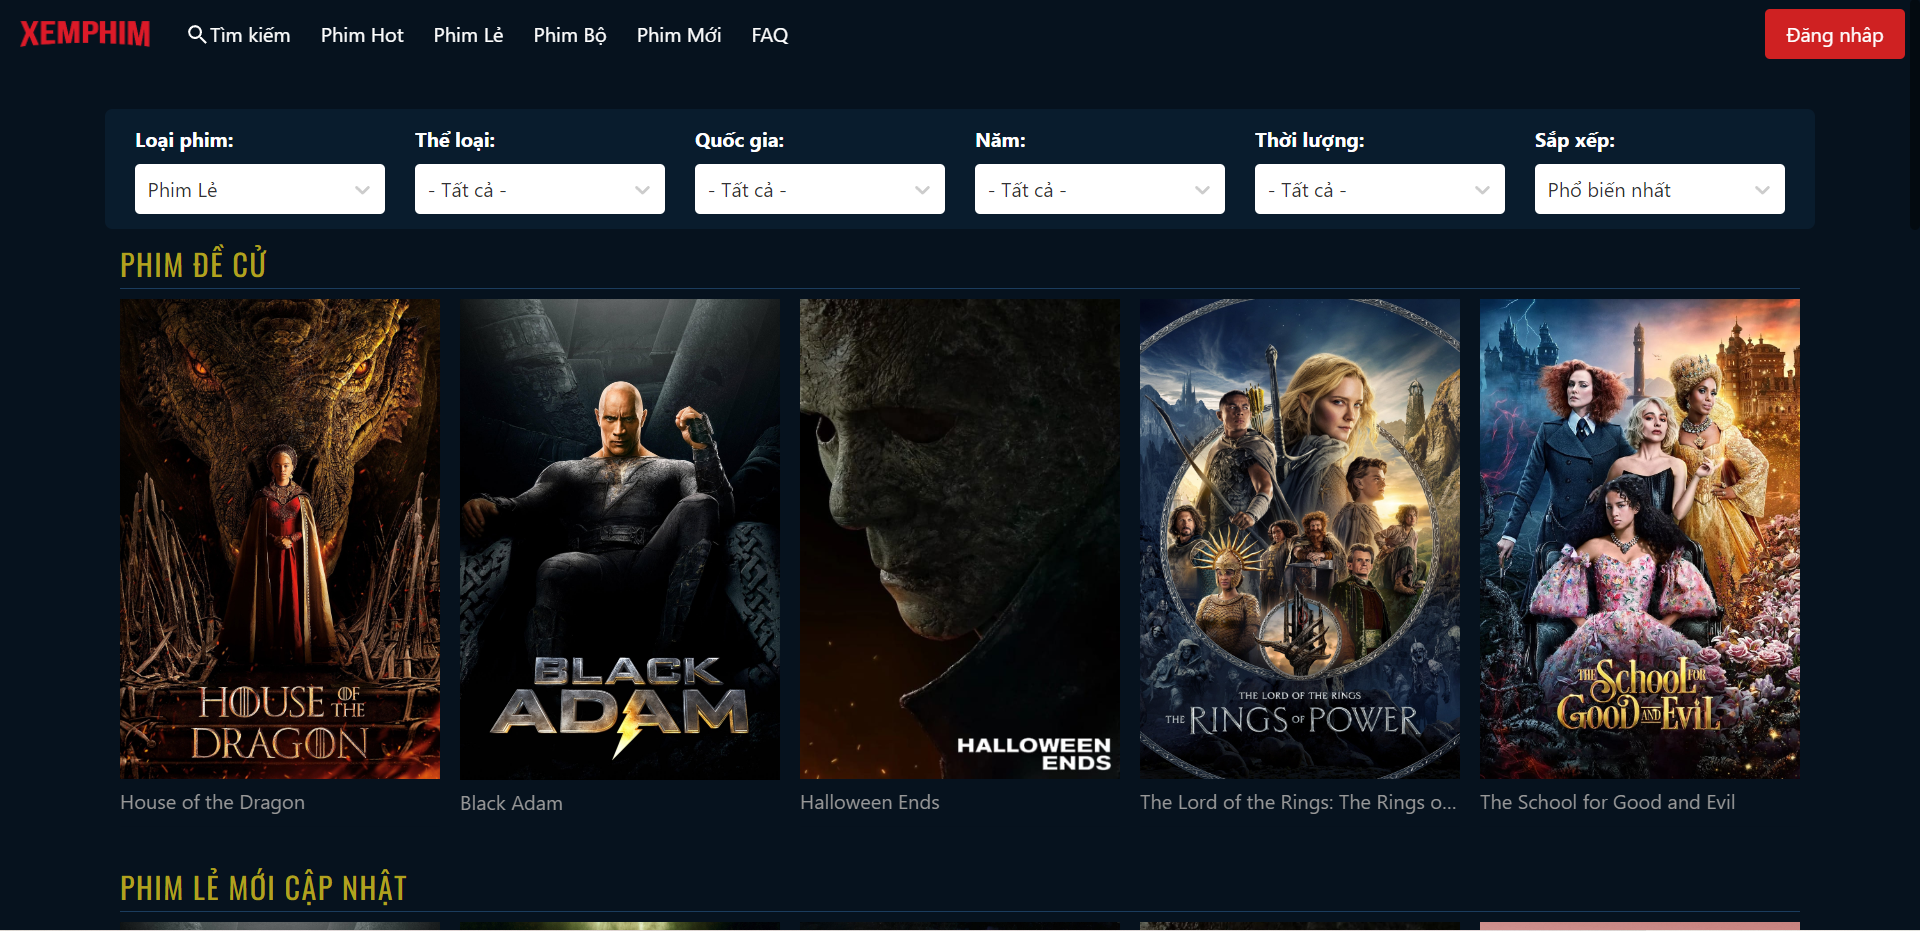 XEMPHIM Tìm kiếm Phim Hot Phim Lẻ Phim Bộ Phim Mới FAQ Đăng nhâp
Loại phim: Thể loại: Quốc gia: Năm: Thời lượng: Sắp xếp:
Phim Lẻ - Tất cả - - Tất cả - - Tất cả - - Tất cả - Phổ biến nhất
PHIM ĐỀ CỬ
HOUSE OF THE
DRAGON
BLACK
ADAM
HALLOWEEN
ENDS
THE LORD OF THE RINGS
THE RINGS OF POWER
THE SCHOOL FOR
GOOD AND EVIL
House of the Dragon Black Adam Halloween Ends The Lord of the Rings: The Rings o... The School for Good and Evil
PHIM LẺ MỚI CẬP NHẬT